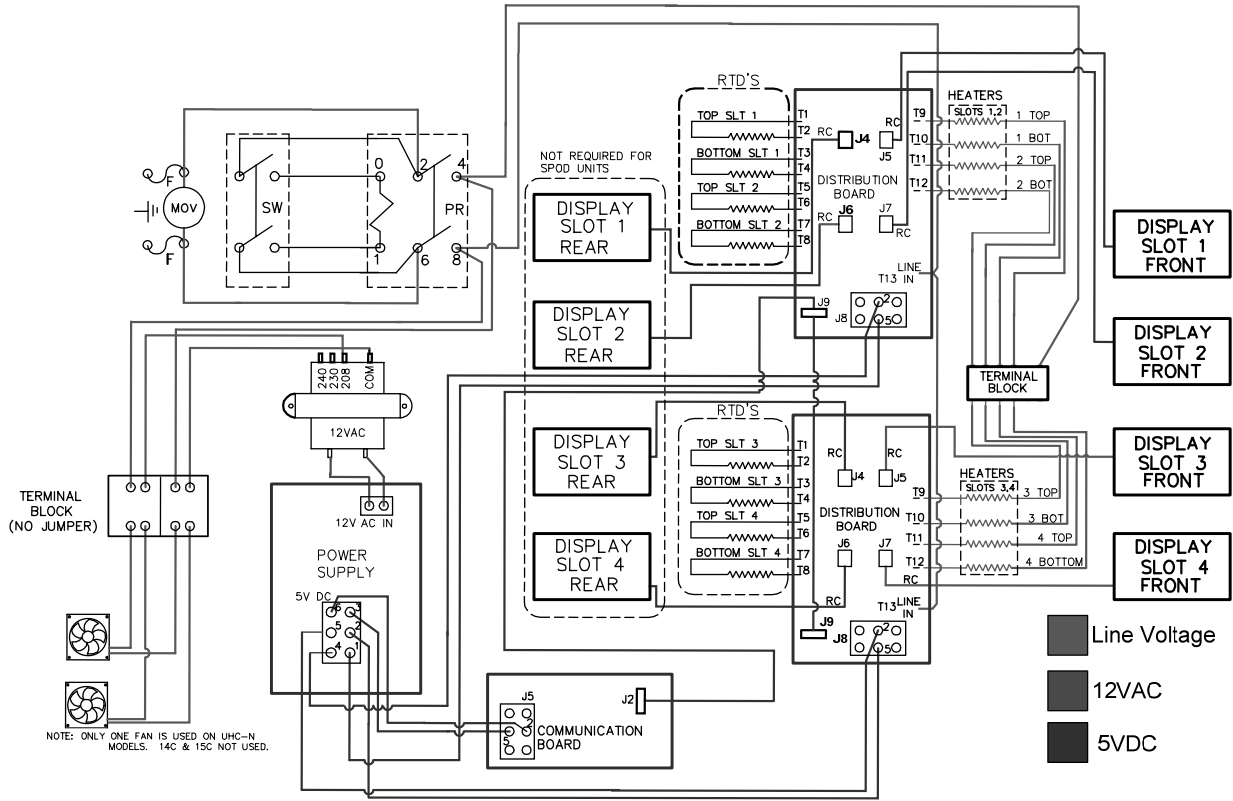 RTD'S
HEATERS
SLOTS 1,2
TOP SLT 1
BOTTOM SLT 1
TOP SLT 2
BOTTOM SLT 2
T1
T2
T3
T4
T5
T6
T7
T8
RC
J4
RC
J5
DISTRIBUTION
BOARD
RC
J6
J7
RC
T9
T10
T11
T12
1 TOP
1 BOT
2 TOP
2 BOT
LINE
T13 IN
J9
J8
2
5
F
MOV
F
SW
0
1
2
4
PR
6
8
NOT REQUIRED FOR
SPOD UNITS
DISPLAY
SLOT 1
REAR
DISPLAY
SLOT 2
REAR
DISPLAY
SLOT 3
REAR
DISPLAY
SLOT 4
REAR
DISPLAY
SLOT 1
FRONT
DISPLAY
SLOT 2
FRONT
DISPLAY
SLOT 3
FRONT
DISPLAY
SLOT 4
FRONT
TERMINAL
BLOCK
240
230
208
COM
12VAC
TERMINAL
BLOCK
(NO JUMPER)
12V AC IN
POWER
SUPPLY
5V DC
6
3
5
2
4
1
RTD'S
TOP SLT 3
BOTTOM SLT 3
TOP SLT 4
BOTTOM SLT 4
T1
T2
T3
T4
T5
T6
T7
T8
RC
J4
RC
J5
DISTRIBUTION
BOARD
J6
J7
RC
RC
HEATERS
SLOTS 3,4
T9
T10
T11
T12
3 TOP
3 BOT
4 TOP
4 BOTTOM
T13 LINE
IN
J9
J8
2
5
J5
2
5
J2
COMMUNICATION
BOARD
NOTE: ONLY ONE FAN IS USED ON UHC-N
MODELS. 14C & 15C NOT USED.
Line Voltage
12VAC
5VDC